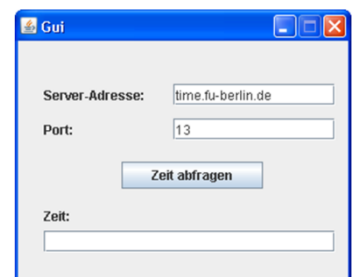 Gui
Server-Adresse: time.fu-berlin.de
Port: 13
Zeit abfragen
Zeit: